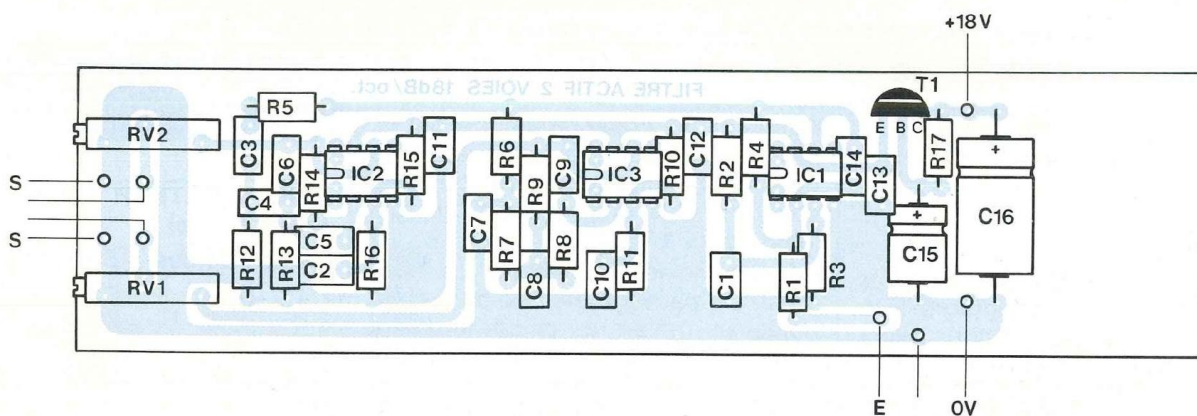 +18V
FILTRE ACTIF 2 VOIES 18dB/oct.
T1
E B C
RV2
R5
C3
C6
R14
IC2
R15
C11
R6
R9
C9
IC3
R10
C12
R2
R4
IC1
C14
C13
R17
+
C16
S
S
C4
R12
R13
C5
C2
R16
C7
R7
C8
R8
C10
R11
C1
R1
R3
+
C15
RV1
E
0V